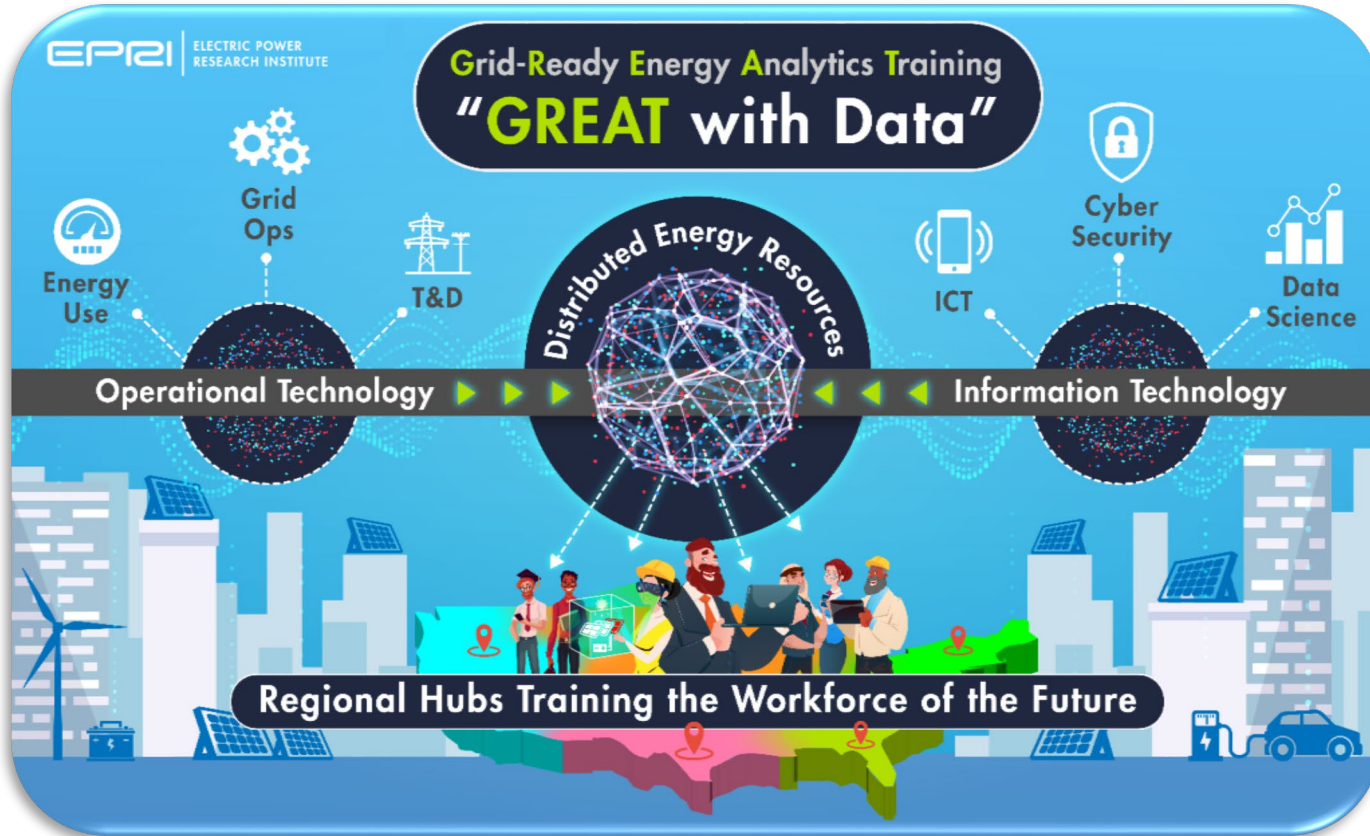 EPRI
ELECTRIC POWER
RESEARCH INSTITUTE
Grid-Ready Energy Analytics Training
"GREAT with Data"
Energy
Use
Grid
Ops
T&D
Distributed Energy Resources
ICT
Cyber
Security
Data
Science
Operational Technology
Information Technology
Regional Hubs Training the Workforce of the Future